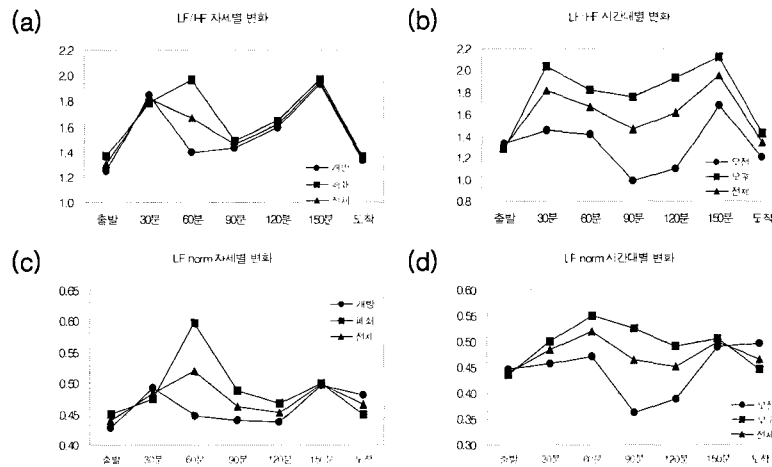 (a)
LF/HF 자세별 변화
2.2
2.0
1.8
1.6
1.4
1.2
1.0
출발 30분 60분 90분 120분 150분 도착
개방
폐쇄
전체
(b)
LF/HF 시간대별 변화
2.2
2.0
1.8
1.6
1.4
1.2
1.0
0.8
출발 30분 60분 90분 120분 150분 도착
오전
오후
전체
(c)
LF norm 자세별 변화
0.65
0.60
0.55
0.50
0.45
0.40
출발 30분 60분 90분 120분 150분 도착
개방
폐쇄
전체
(d)
LF norm 시간대별 변화
0.60
0.55
0.50
0.45
0.40
0.35
0.30
출발 30분 60분 90분 120분 150분 도착
오전
오후
전체